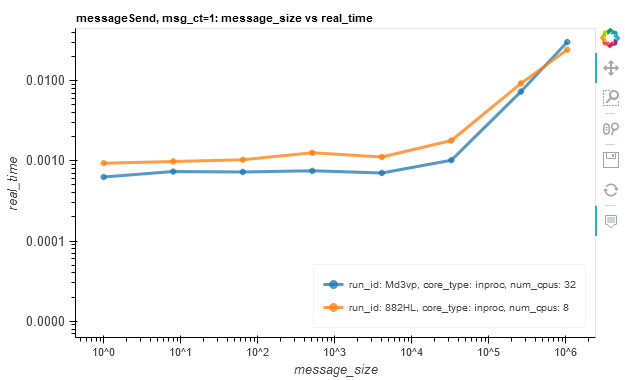 messageSend, msg_ct=1: message_size vs real_time
0.0100
0.0010
0.0001
0.0000
real_time
run_id: Md3vp, core_type: inproc, num_cpus: 32
run_id: 882HL, core_type: inproc, num_cpus: 8
10^0 10^1 10^2 10^3 10^4 10^5 10^6
message_size